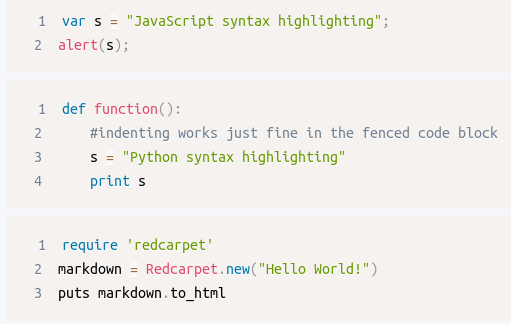 1 var s = "JavaScript syntax highlighting";
2 alert(s);
1 def function():
2     #indenting works just fine in the fenced code block
3     s = "Python syntax highlighting"
4     print s
1 require 'redcarpet'
2 markdown = Redcarpet.new("Hello World!")
3 puts markdown.to_html